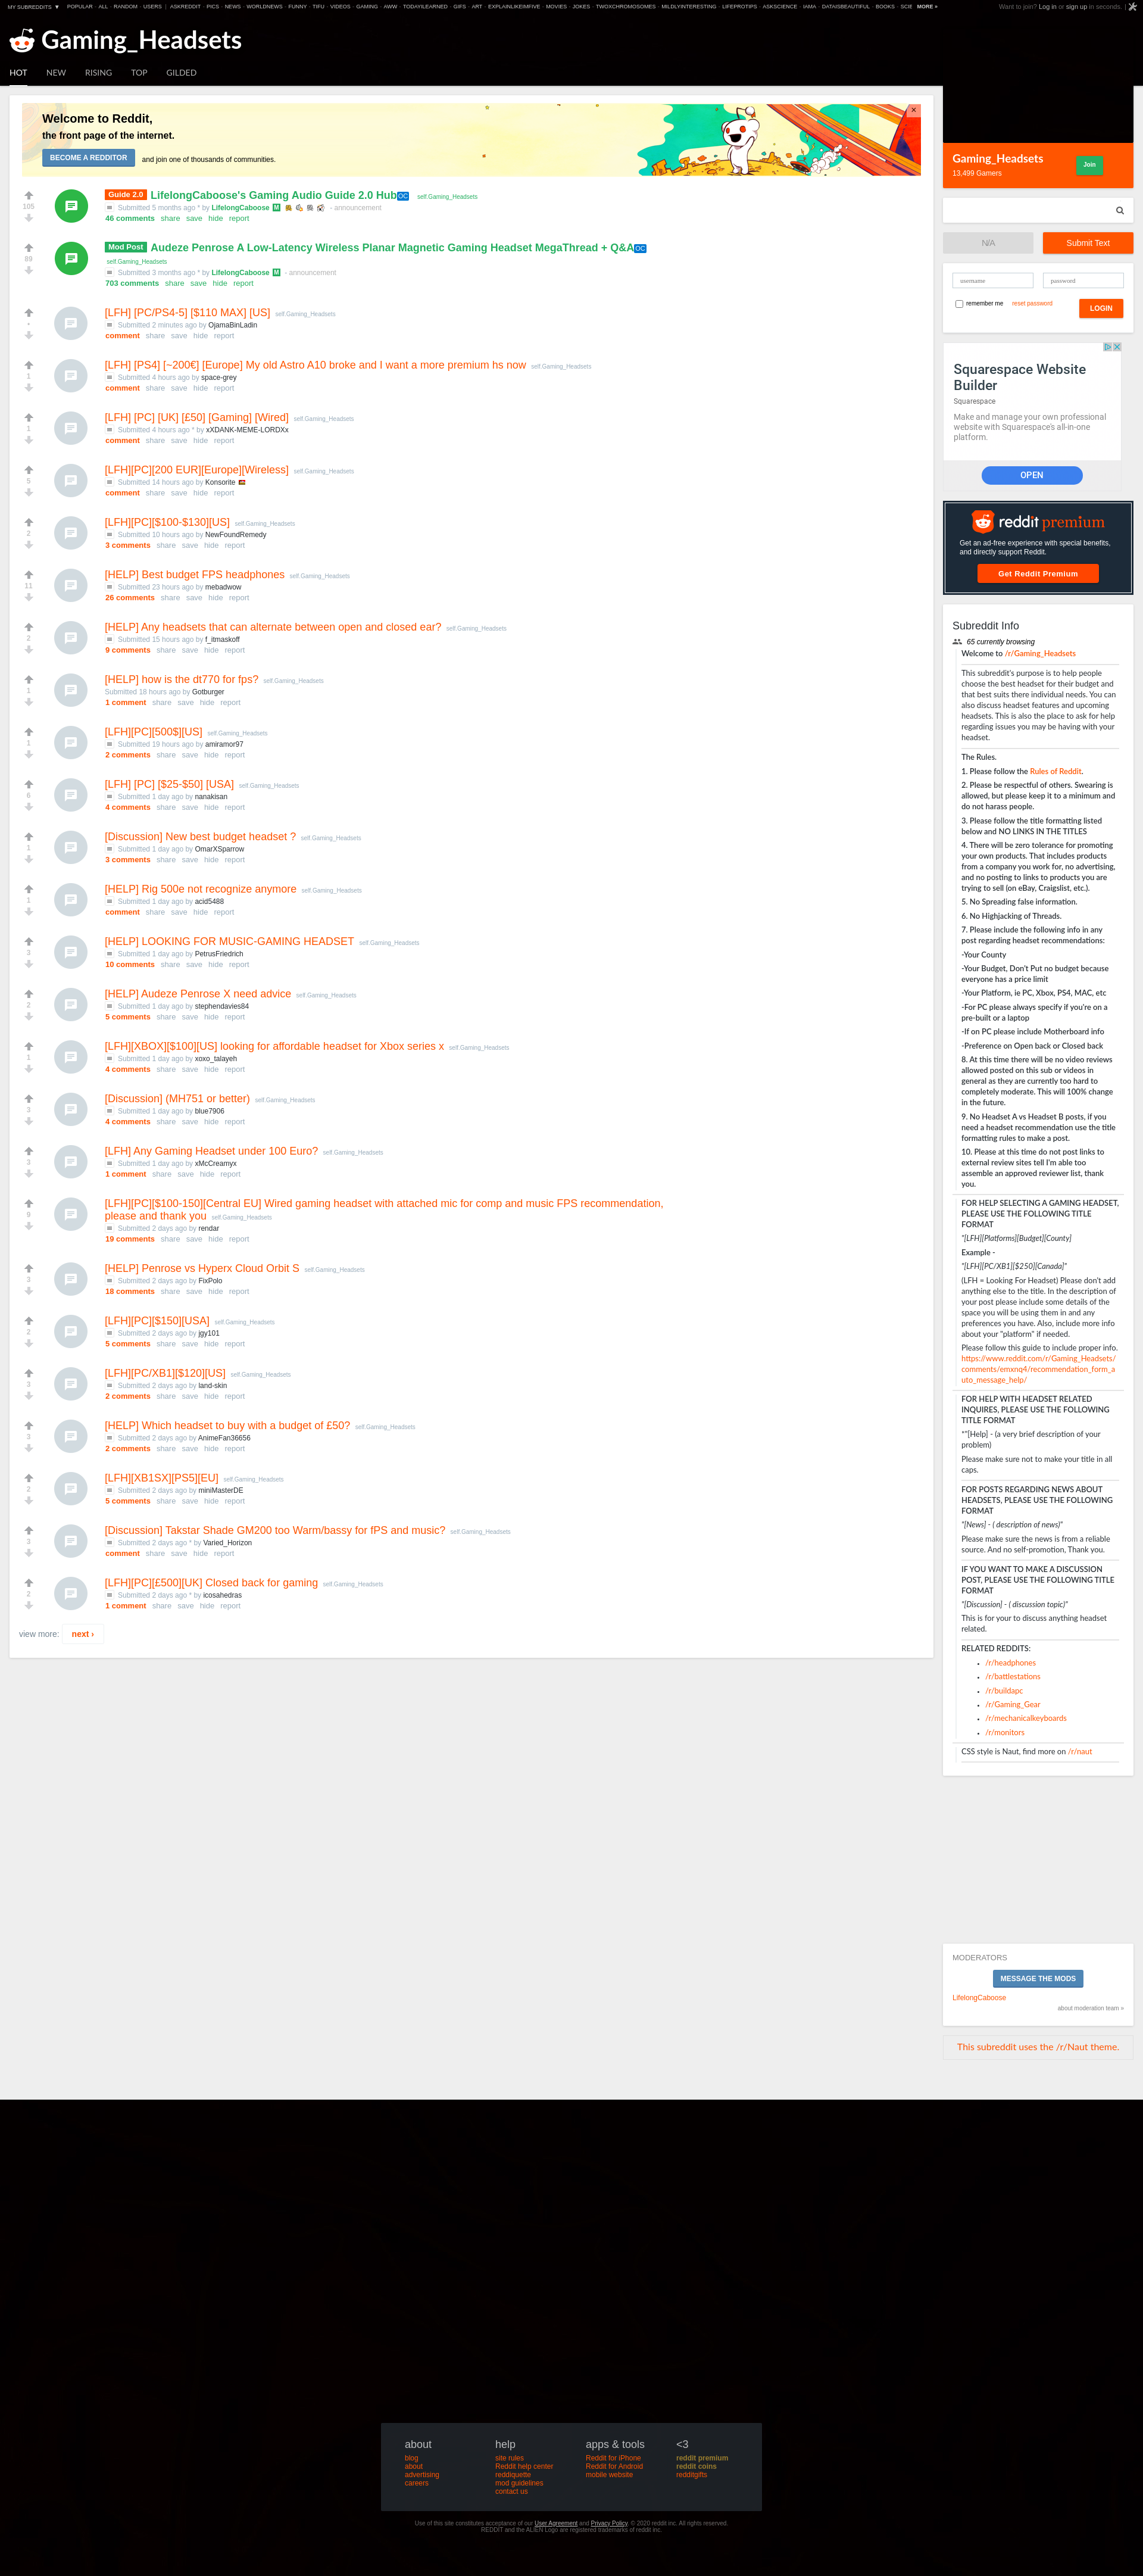 MY SUBREDDITS ▼ POPULAR - ALL - RANDOM - USERS | ASKREDDIT - PICS - NEWS - WORLDNEWS - FUNNY - TIFU - VIDEOS - GAMING - AWW - TODAYILEARNED - GIFS - ART - EXPLAINLIKEIMFIVE - MOVIES - JOKES - TWOXCHROMOSOMES - MILDLYINTERESTING - LIFEPROTIPS - ASKSCIENCE - IAMA - DATAISBEAUTIFUL - BOOKS - SCIE MORE »
Want to join? Log in or sign up in seconds. |
Gaming_Headsets
HOT NEW RISING TOP GILDED
Welcome to Reddit,
the front page of the internet.
BECOME A REDDITOR and join one of thousands of communities.
×
105
Guide 2.0 LifelongCaboose's Gaming Audio Guide 2.0 Hub OC self.Gaming_Headsets
Submitted 5 months ago * by LifelongCaboose M - announcement
46 comments share save hide report
89
Mod Post Audeze Penrose A Low-Latency Wireless Planar Magnetic Gaming Headset MegaThread + Q&A OC
self.Gaming_Headsets
Submitted 3 months ago * by LifelongCaboose M - announcement
703 comments share save hide report
•
[LFH] [PC/PS4-5] [$110 MAX] [US] self.Gaming_Headsets
Submitted 2 minutes ago by OjamaBinLadin
comment share save hide report
1
[LFH] [PS4] [~200€] [Europe] My old Astro A10 broke and I want a more premium hs now self.Gaming_Headsets
Submitted 4 hours ago by space-grey
comment share save hide report
1
[LFH] [PC] [UK] [£50] [Gaming] [Wired] self.Gaming_Headsets
Submitted 4 hours ago * by xXDANK-MEME-LORDXx
comment share save hide report
5
[LFH][PC][200 EUR][Europe][Wireless] self.Gaming_Headsets
Submitted 14 hours ago by Konsorite
comment share save hide report
2
[LFH][PC][$100-$130][US] self.Gaming_Headsets
Submitted 10 hours ago by NewFoundRemedy
3 comments share save hide report
11
[HELP] Best budget FPS headphones self.Gaming_Headsets
Submitted 23 hours ago by mebadwow
26 comments share save hide report
2
[HELP] Any headsets that can alternate between open and closed ear? self.Gaming_Headsets
Submitted 15 hours ago by f_itmaskoff
9 comments share save hide report
1
[HELP] how is the dt770 for fps? self.Gaming_Headsets
Submitted 18 hours ago by Gotburger
1 comment share save hide report
1
[LFH][PC][500$][US] self.Gaming_Headsets
Submitted 19 hours ago by amiramor97
2 comments share save hide report
6
[LFH] [PC] [$25-$50] [USA] self.Gaming_Headsets
Submitted 1 day ago by nanakisan
4 comments share save hide report
1
[Discussion] New best budget headset ? self.Gaming_Headsets
Submitted 1 day ago by OmarXSparrow
3 comments share save hide report
1
[HELP] Rig 500e not recognize anymore self.Gaming_Headsets
Submitted 1 day ago by acid5488
comment share save hide report
3
[HELP] LOOKING FOR MUSIC-GAMING HEADSET self.Gaming_Headsets
Submitted 1 day ago by PetrusFriedrich
10 comments share save hide report
2
[HELP] Audeze Penrose X need advice self.Gaming_Headsets
Submitted 1 day ago by stephendavies84
5 comments share save hide report
1
[LFH][XBOX][$100][US] looking for affordable headset for Xbox series x self.Gaming_Headsets
Submitted 1 day ago by xoxo_talayeh
4 comments share save hide report
3
[Discussion] (MH751 or better) self.Gaming_Headsets
Submitted 1 day ago by blue7906
4 comments share save hide report
3
[LFH] Any Gaming Headset under 100 Euro? self.Gaming_Headsets
Submitted 1 day ago by xMcCreamyx
1 comment share save hide report
9
[LFH][PC][$100-150][Central EU] Wired gaming headset with attached mic for comp and music FPS recommendation,
please and thank you self.Gaming_Headsets
Submitted 2 days ago by rendar
19 comments share save hide report
3
[HELP] Penrose vs Hyperx Cloud Orbit S self.Gaming_Headsets
Submitted 2 days ago by FixPolo
18 comments share save hide report
2
[LFH][PC][$150][USA] self.Gaming_Headsets
Submitted 2 days ago by jgy101
5 comments share save hide report
3
[LFH][PC/XB1][$120][US] self.Gaming_Headsets
Submitted 2 days ago by land-skin
2 comments share save hide report
3
[HELP] Which headset to buy with a budget of £50? self.Gaming_Headsets
Submitted 2 days ago by AnimeFan36656
2 comments share save hide report
2
[LFH][XB1SX][PS5][EU] self.Gaming_Headsets
Submitted 2 days ago by miniMasterDE
5 comments share save hide report
3
[Discussion] Takstar Shade GM200 too Warm/bassy for fPS and music? self.Gaming_Headsets
Submitted 2 days ago * by Varied_Horizon
comment share save hide report
2
[LFH][PC][£500][UK] Closed back for gaming self.Gaming_Headsets
Submitted 2 days ago * by icosahedras
1 comment share save hide report
view more: next ›
Gaming_Headsets
13,499 Gamers
Join
N/A Submit Text
username password
remember me reset password LOGIN
Squarespace Website
Builder
Squarespace
Make and manage your own professional
website with Squarespace's all-in-one
platform.
OPEN
reddit premium
Get an ad-free experience with special benefits,
and directly support Reddit.
Get Reddit Premium
Subreddit Info
65 currently browsing
Welcome to /r/Gaming_Headsets
This subreddit's purpose is to help people
choose the best headset for their budget and
that best suits there individual needs. You can
also discuss headset features and upcoming
headsets. This is also the place to ask for help
regarding issues you may be having with your
headset.
The Rules.
1. Please follow the Rules of Reddit.
2. Please be respectful of others. Swearing is
allowed, but please keep it to a minimum and
do not harass people.
3. Please follow the title formatting listed
below and NO LINKS IN THE TITLES
4. There will be zero tolerance for promoting
your own products. That includes products
from a company you work for, no advertising,
and no posting to links to products you are
trying to sell (on eBay, Craigslist, etc.).
5. No Spreading false information.
6. No Highjacking of Threads.
7. Please include the following info in any
post regarding headset recommendations:
-Your County
-Your Budget, Don't Put no budget because
everyone has a price limit
-Your Platform, ie PC, Xbox, PS4, MAC, etc
-For PC please always specify if you're on a
pre-built or a laptop
-If on PC please include Motherboard info
-Preference on Open back or Closed back
8. At this time there will be no video reviews
allowed posted on this sub or videos in
general as they are currently too hard to
completely moderate. This will 100% change
in the future.
9. No Headset A vs Headset B posts, if you
need a headset recommendation use the title
formatting rules to make a post.
10. Please at this time do not post links to
external review sites tell I'm able too
assemble an approved reviewer list, thank
you.
FOR HELP SELECTING A GAMING HEADSET,
PLEASE USE THE FOLLOWING TITLE
FORMAT
"[LFH][Platforms][Budget][County]
Example -
"[LFH][PC/XB1][$250][Canada]"
(LFH = Looking For Headset) Please don't add
anything else to the title. In the description of
your post please include some details of the
space you will be using them in and any
preferences you have. Also, include more info
about your "platform" if needed.
Please follow this guide to include proper info.
https://www.reddit.com/r/Gaming_Headsets/
comments/emxnq4/recommendation_form_a
uto_message_help/
FOR HELP WITH HEADSET RELATED
INQUIRES, PLEASE USE THE FOLLOWING
TITLE FORMAT
*"[Help] - (a very brief description of your
problem)
Please make sure not to make your title in all
caps.
FOR POSTS REGARDING NEWS ABOUT
HEADSETS, PLEASE USE THE FOLLOWING
FORMAT
"[News] - ( description of news)"
Please make sure the news is from a reliable
source. And no self-promotion, Thank you.
IF YOU WANT TO MAKE A DISCUSSION
POST, PLEASE USE THE FOLLOWING TITLE
FORMAT
"[Discussion] - ( discussion topic)"
This is for your to discuss anything headset
related.
RELATED REDDITS:
• /r/headphones
• /r/battlestations
• /r/buildapc
• /r/Gaming_Gear
• /r/mechanicalkeyboards
• /r/monitors
CSS style is Naut, find more on /r/naut
MODERATORS
MESSAGE THE MODS
LifelongCaboose
about moderation team »
This subreddit uses the /r/Naut theme.
about
blog
about
advertising
careers
help
site rules
Reddit help center
reddiquette
mod guidelines
contact us
apps & tools
Reddit for iPhone
Reddit for Android
mobile website
<3
reddit premium
reddit coins
redditgifts
Use of this site constitutes acceptance of our User Agreement and Privacy Policy. © 2020 reddit inc. All rights reserved.
REDDIT and the ALIEN Logo are registered trademarks of reddit inc.